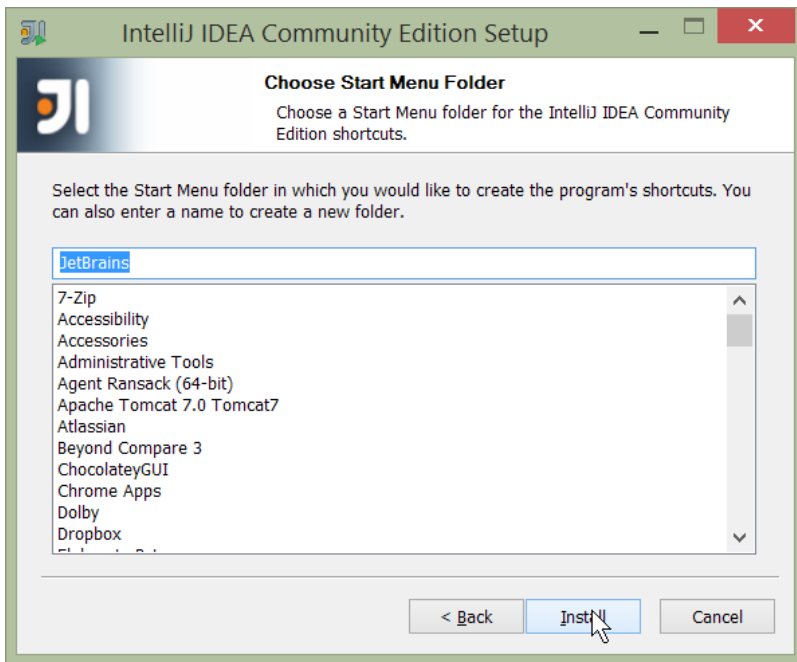 IntelliJ IDEA Community Edition Setup
Choose Start Menu Folder
Choose a Start Menu folder for the IntelliJ IDEA Community
Edition shortcuts.
Select the Start Menu folder in which you would like to create the program's shortcuts. You
can also enter a name to create a new folder.
JetBrains
7-Zip
Accessibility
Accessories
Administrative Tools
Agent Ransack (64-bit)
Apache Tomcat 7.0 Tomcat7
Atlassian
Beyond Compare 3
ChocolateyGUI
Chrome Apps
Dolby
Dropbox
< Back
Install
Cancel